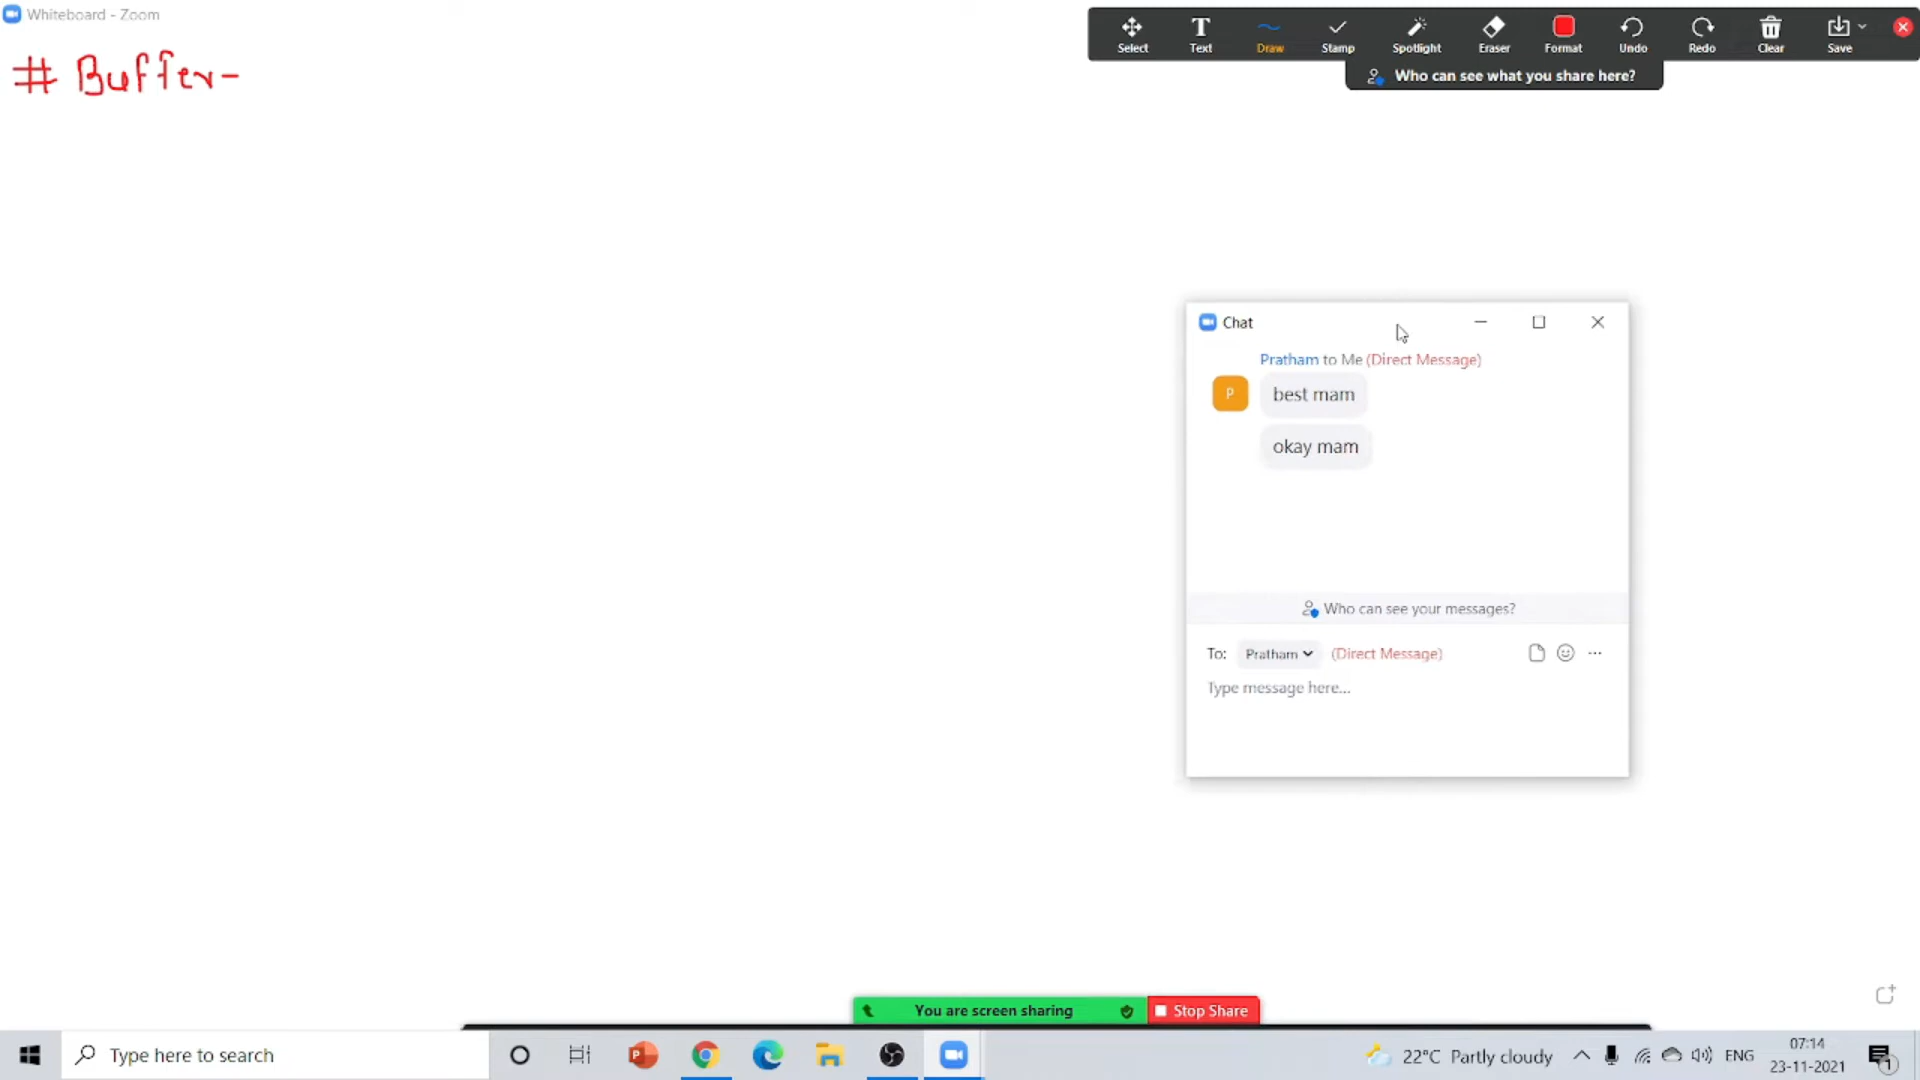 Whiteboard - Zoom
Select Text Draw Stamp Spotlight Eraser Format Undo Redo Clear Save
Who can see what you share here?
# Buffer-
Chat
Pratham to Me (Direct Message)
P
best mam
okay mam
Who can see your messages?
To: Pratham (Direct Message)
Type message here...
You are screen sharing Stop Share
Type here to search
22°C Partly cloudy ENG
07:14
23-11-2021
1